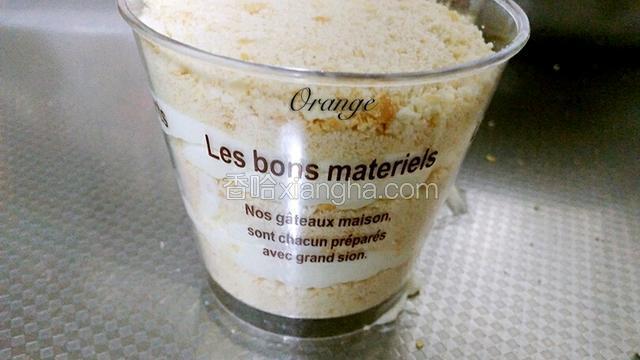 Orange
Les bons materiels
香哈xiangha.com
Nos gâteaux maison,
sont chacun préparés
avec grand sion.